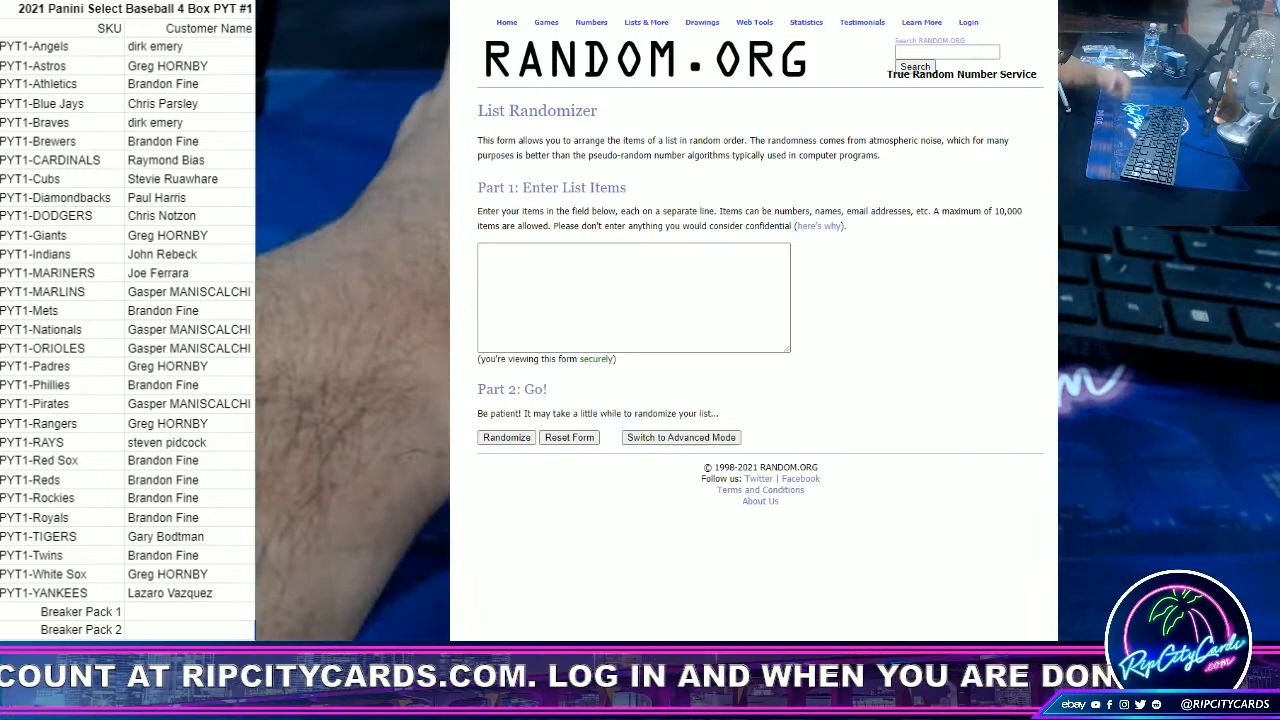 2021 Panini Select Baseball 4 Box PYT #1
SKU Customer Name
PYT1-Angels dirk emery
PYT1-Astros Greg HORNBY
PYT1-Athletics Brandon Fine
PYT1-Blue Jays Chris Parsley
PYT1-Braves dirk emery
PYT1-Brewers Brandon Fine
PYT1-CARDINALS Raymond Bias
PYT1-Cubs Stevie Ruawhare
PYT1-Diamondbacks Paul Harris
PYT1-DODGERS Chris Notzon
PYT1-Giants Greg HORNBY
PYT1-Indians John Rebeck
PYT1-MARINERS Joe Ferrara
PYT1-MARLINS Gasper MANISCALCHI
PYT1-Mets Brandon Fine
PYT1-Nationals Gasper MANISCALCHI
PYT1-ORIOLES Gasper MANISCALCHI
PYT1-Padres Greg HORNBY
PYT1-Phillies Brandon Fine
PYT1-Pirates Gasper MANISCALCHI
PYT1-Rangers Greg HORNBY
PYT1-RAYS steven pidcock
PYT1-Red Sox Brandon Fine
PYT1-Reds Brandon Fine
PYT1-Rockies Brandon Fine
PYT1-Royals Brandon Fine
PYT1-TIGERS Gary Bodtman
PYT1-Twins Brandon Fine
PYT1-White Sox Greg HORNBY
PYT1-YANKEES Lazaro Vazquez
Breaker Pack 1
Breaker Pack 2
Home Games Numbers Lists & More Drawings Web Tools Statistics Testimonials Learn More Login
RANDOM.ORG
Search RANDOM.ORG
Search
True Random Number Service
List Randomizer
This form allows you to arrange the items of a list in random order. The randomness comes from atmospheric noise, which for many
purposes is better than the pseudo-random number algorithms typically used in computer programs.
Part 1: Enter List Items
Enter your items in the field below, each on a separate line. Items can be numbers, names, email addresses, etc. A maximum of 10,000
items are allowed. Please don't enter anything you would consider confidential (here's why).
(you're viewing this form securely)
Part 2: Go!
Be patient! It may take a little while to randomize your list...
Randomize Reset Form Switch to Advanced Mode
© 1998-2021 RANDOM.ORG
Follow us: Twitter | Facebook
Terms and Conditions
About Us
COUNT AT RIPCITYCARDS.COM. LOG IN AND WHEN YOU ARE DON
RipCityCards
.com
ebay @RIPCITYCARDS